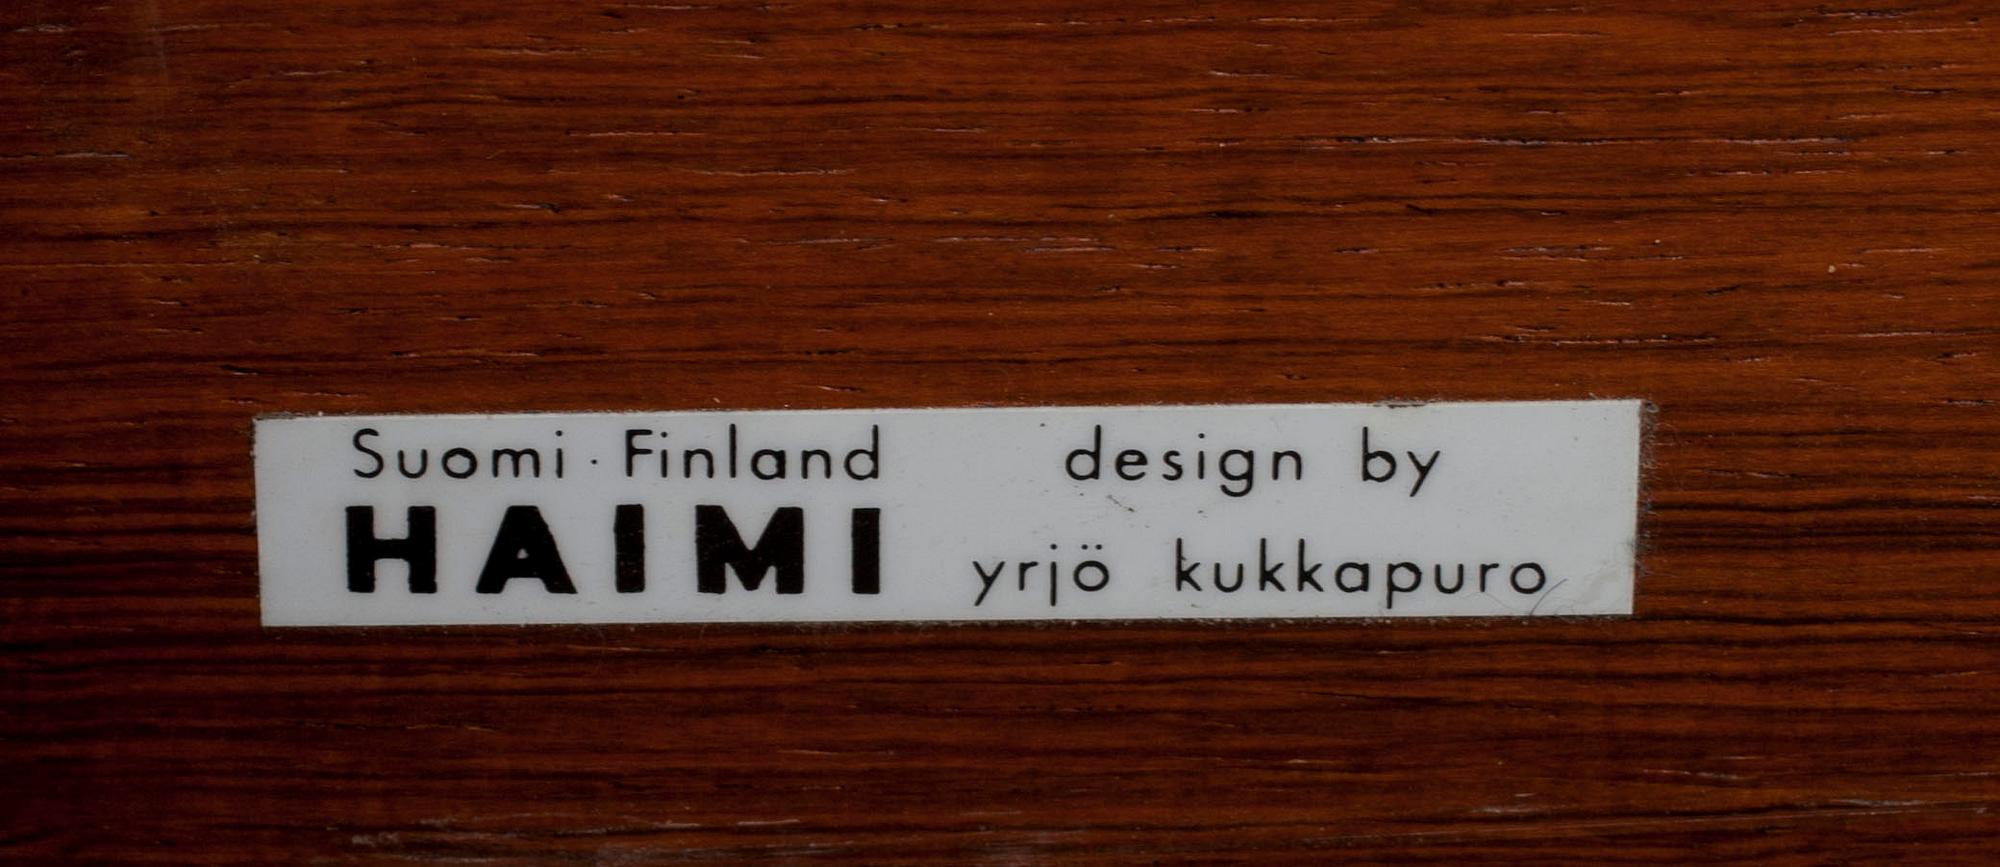 Suomi · Finland
HAIMI
design by
yrjö kukkapuro